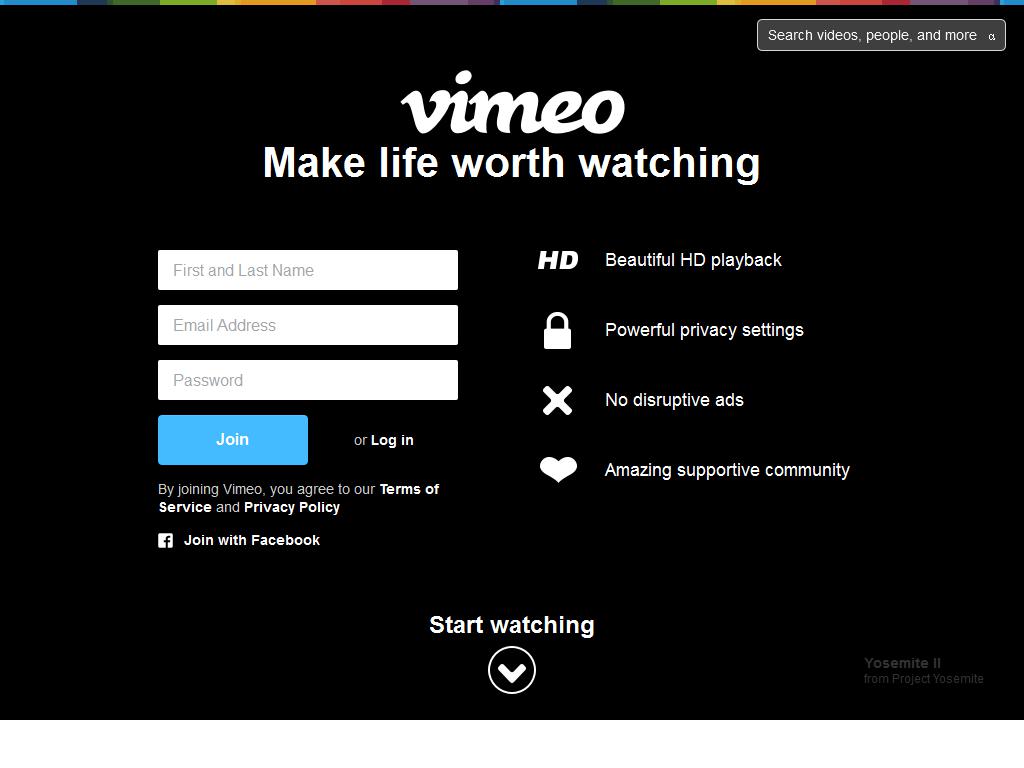 Search videos, people, and more
vimeo
Make life worth watching
First and Last Name
Email Address
Password
Join
or Log in
By joining Vimeo, you agree to our Terms of
Service and Privacy Policy
Join with Facebook
HD
Beautiful HD playback
Powerful privacy settings
No disruptive ads
Amazing supportive community
Start watching
Yosemite II
from Project Yosemite